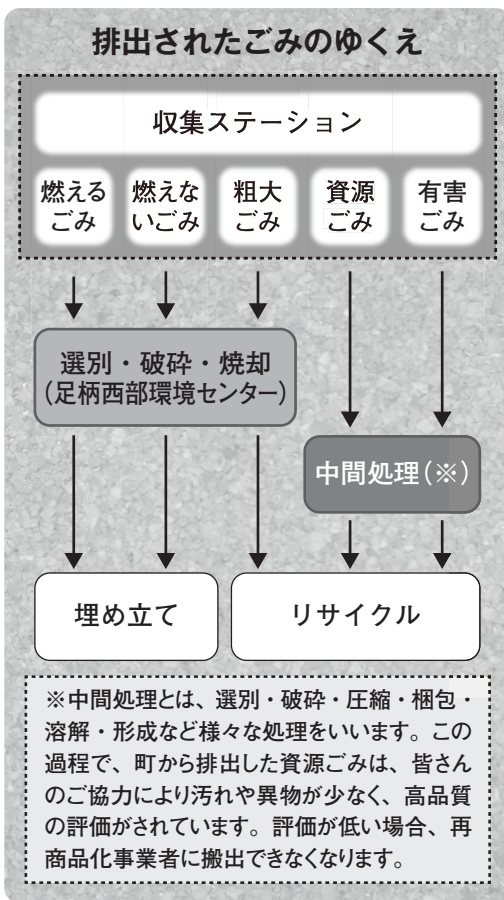 排出されたごみのゆくえ
収集ステーション
燃える
ごみ
燃えな
いごみ
粗大
ごみ
資源
ごみ
有害
ごみ
選別・破砕・焼却
(足柄西部環境センター)
中間処理(※)
埋め立て
リサイクル
※中間処理とは、選別・破砕・圧縮・梱包・
溶解・形成など様々な処理をいいます。この
過程で、町から排出した資源ごみは、皆さん
のご協力により汚れや異物が少なく、高品質
の評価がされています。評価が低い場合、再
商品化事業者に搬出できなくなります。